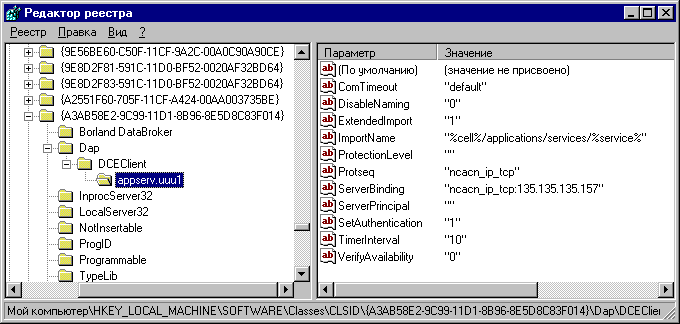 Редактор реестра
Реестр Правка Вид ?
{9E56BE60-C50F-11CF-9A2C-00A0C90A90CE}
{9E8D2F81-591C-11D0-BF52-0020AF32BD64}
{9E8D2F83-591C-11D0-BF52-0020AF32BD64}
{A2551F60-705F-11CF-A424-00AA003735BE}
{A3AB58E2-9C99-11D1-8B96-8E5D8C83F014}
Borland DataBroker
Dap
DCEClient
appserv.uuu1
InprocServer32
LocalServer32
NotInsertable
ProgID
Programmable
TypeLib
Параметр Значение
(По умолчанию) (значение не присвоено)
ComTimeout "default"
DisableNaming "0"
ExtendedImport "1"
ImportName "%cell%/applications/services/%service%"
ProtectionLevel ""
Protseq "ncacn_ip_tcp"
ServerBinding "ncacn_ip_tcp:135.135.135.157"
ServerPrincipal ""
SetAuthentication "1"
TimerInterval "10"
VerifyAvailability "0"
Мой компьютер\HKEY_LOCAL_MACHINE\SOFTWARE\Classes\CLSID\{A3AB58E2-9C99-11D1-8B96-8E5D8C83F014}\Dap\DCEClie